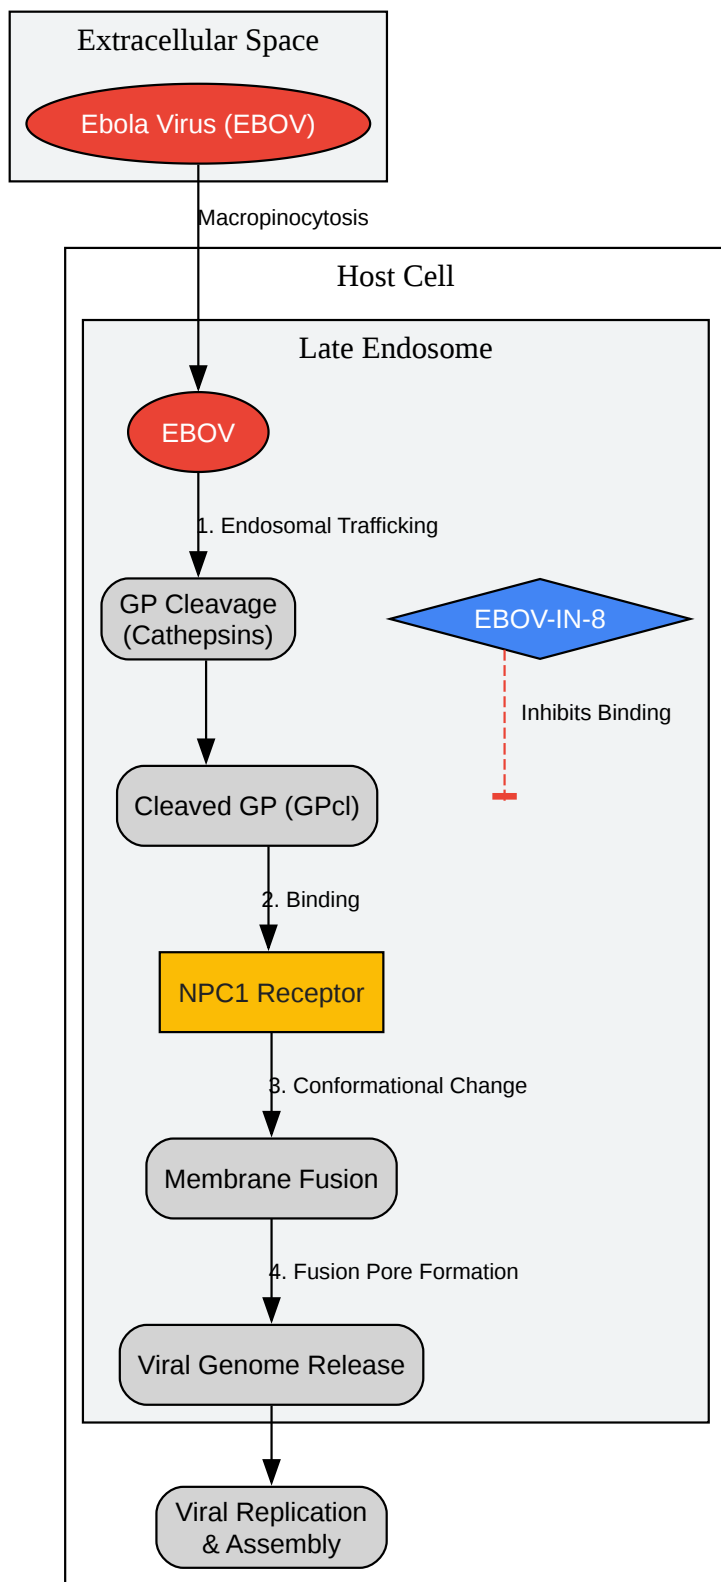 Extracellular Space
Ebola Virus (EBOV)
Macropinocytosis
Host Cell
Late Endosome
EBOV
1. Endosomal Trafficking
GP Cleavage
(Cathepsins)
EBOV-IN-8
Inhibits Binding
Cleaved GP (GPcl)
2. Binding
NPC1 Receptor
3. Conformational Change
Membrane Fusion
4. Fusion Pore Formation
Viral Genome Release
Viral Replication
& Assembly